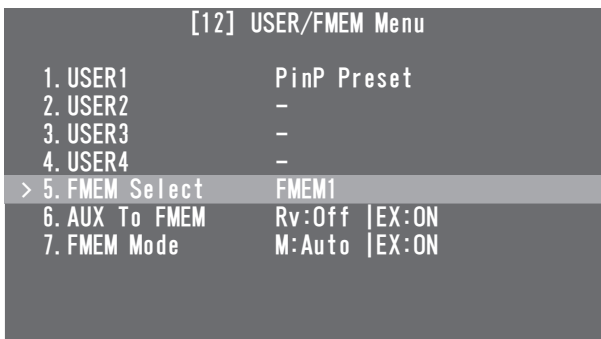 [12] USER/FMEM Menu
1. USER1 PinP Preset
2. USER2 –
3. USER3 –
4. USER4 –
> 5. FMEM Select FMEM1
6. AUX To FMEM Rv:Off |EX:ON
7. FMEM Mode M:Auto |EX:ON